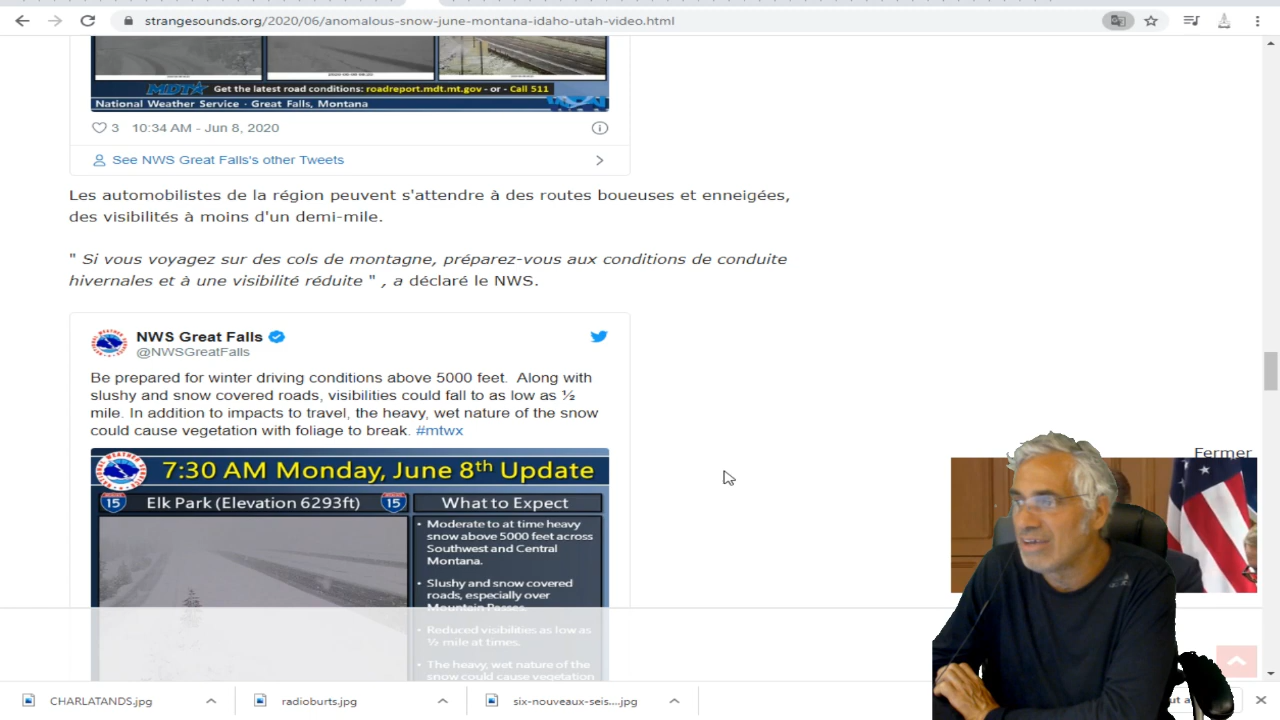 strangesounds.org/2020/06/anomalous-snow-june-montana-idaho-utah-video.html
Get the latest road conditions: roadreport.mdt.mt.gov - or - Call 511
National Weather Service · Great Falls, Montana
3 10:34 AM - Jun 8, 2020
See NWS Great Falls's other Tweets
Les automobilistes de la région peuvent s'attendre à des routes boueuses et enneigées,
des visibilités à moins d'un demi-mile.
" Si vous voyagez sur des cols de montagne, préparez-vous aux conditions de conduite
hivernales et à une visibilité réduite " , a déclaré le NWS.
NWS Great Falls
@NWSGreatFalls
Be prepared for winter driving conditions above 5000 feet. Along with
slushy and snow covered roads, visibilities could fall to as low as ½
mile. In addition to impacts to travel, the heavy, wet nature of the snow
could cause vegetation with foliage to break. #mtwx
7:30 AM Monday, June 8th Update
15 Elk Park (Elevation 6293ft) 15
What to Expect
• Moderate to at time heavy
snow above 5000 feet across
Southwest and Central
Montana.
• Slushy and snow covered
roads, especially over
Mountain Passes.
• Reduced visibilities as low as
½ mile at times.
• The heavy, wet nature of the
snow could cause vegetation
Fermer
CHARLATANDS.jpg
radioburts.jpg
six-nouveaux-seis....jpg